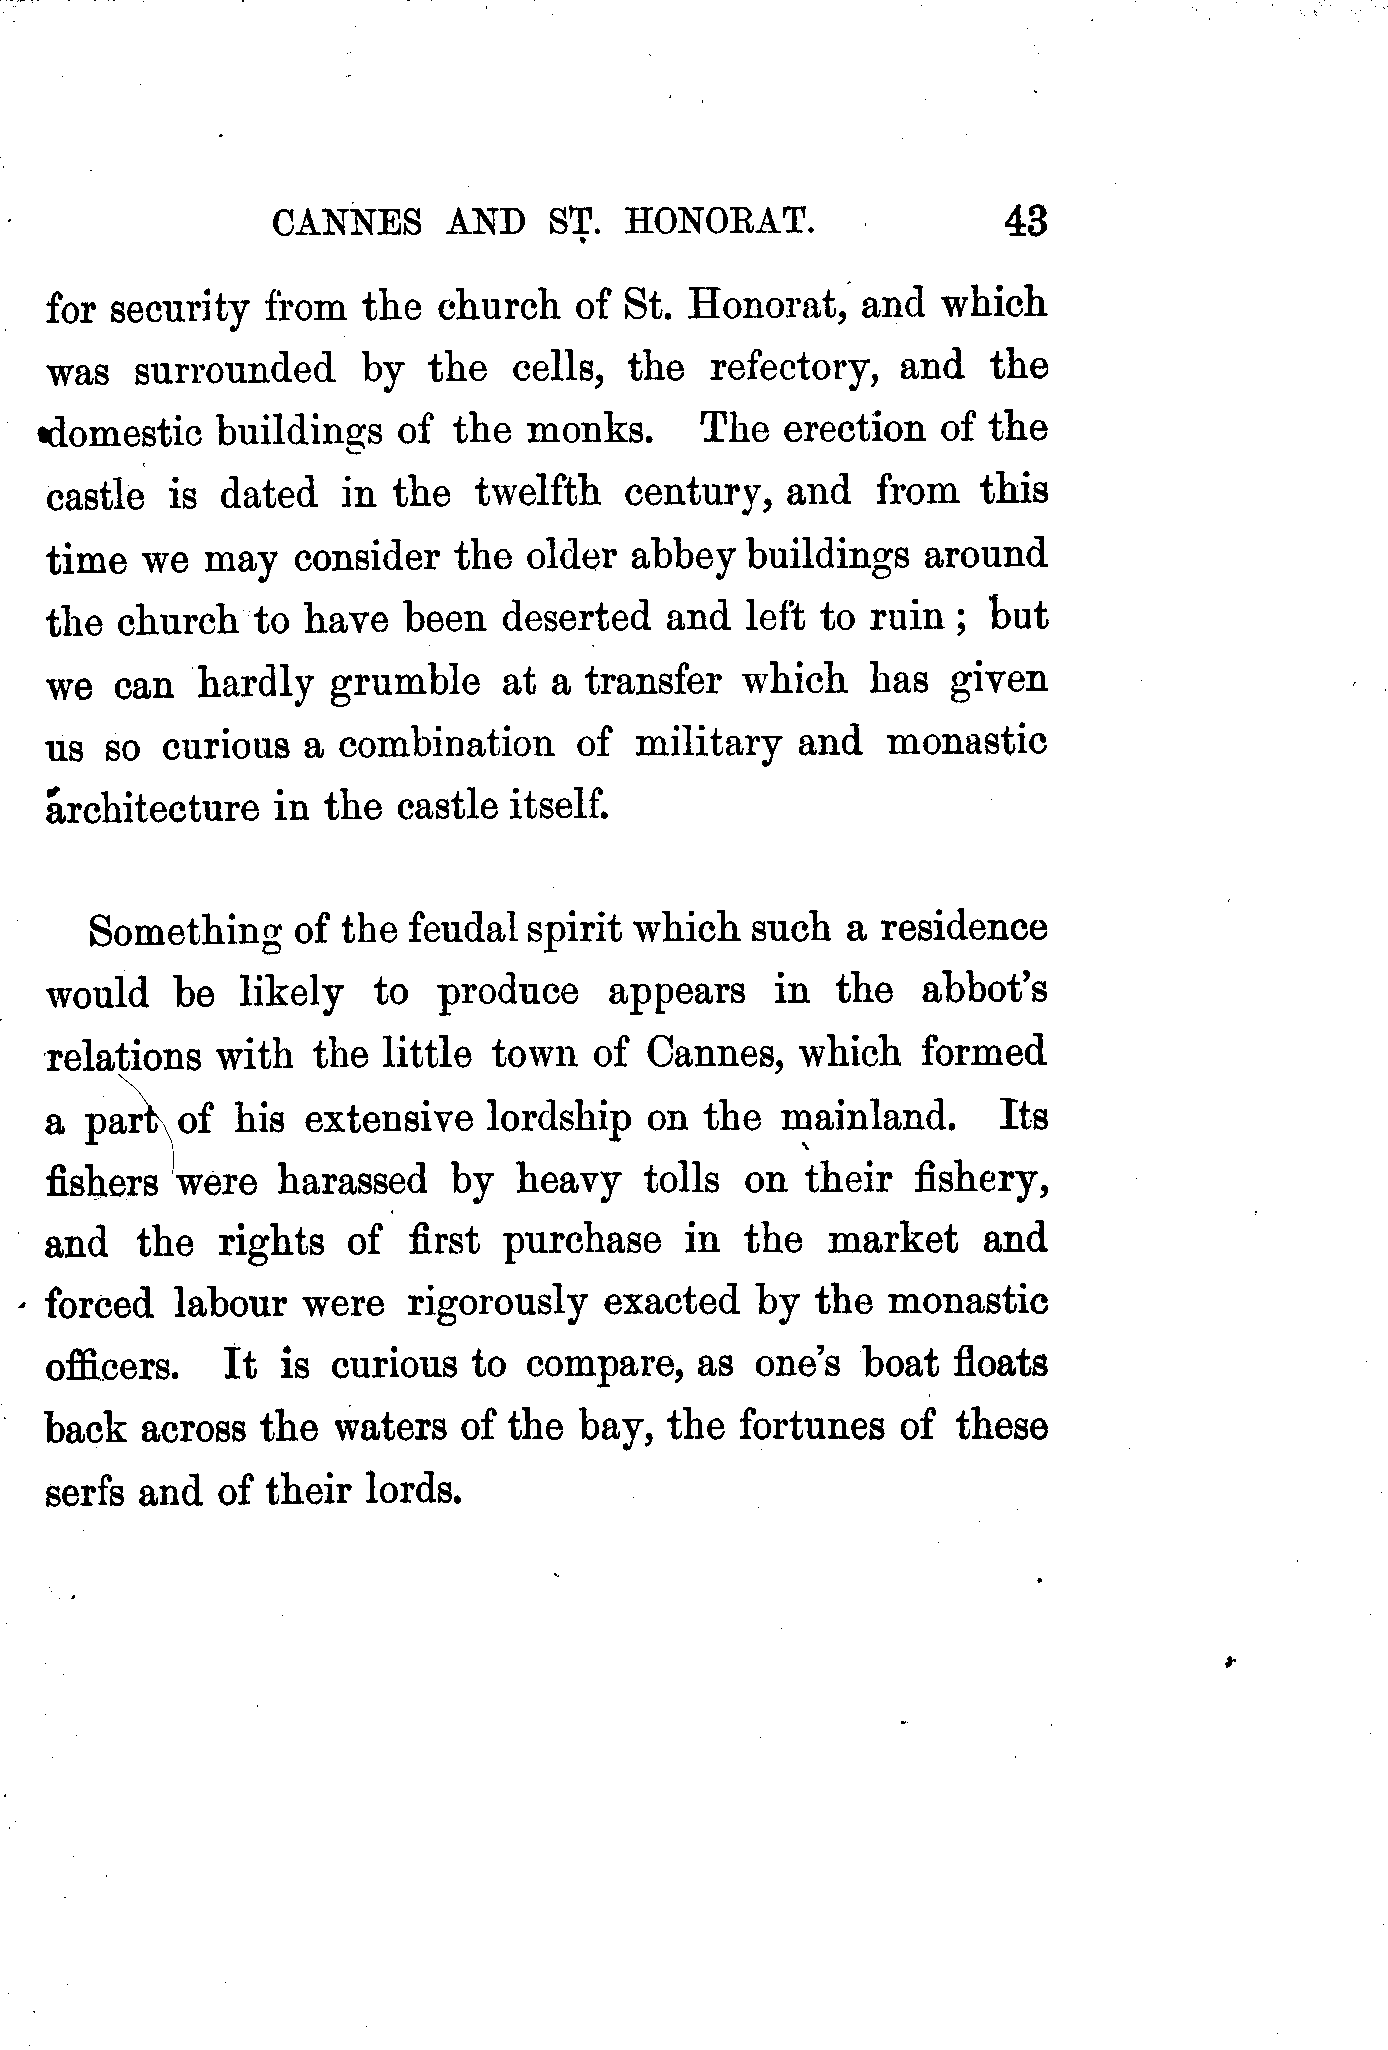 CANNES AND ST. HONORAT. 43
for security from the church of St. Honorat, and which
was surrounded by the cells, the refectory, and the
domestic buildings of the monks. The erection of the
castle is dated in the twelfth century, and from this
time we may consider the older abbey buildings around
the church to have been deserted and left to ruin ; but
we can hardly grumble at a transfer which has given
us so curious a combination of military and monastic
architecture in the castle itself.
Something of the feudal spirit which such a residence
would be likely to produce appears in the abbot's
relations with the little town of Cannes, which formed
a part of his extensive lordship on the mainland. Its
fishers were harassed by heavy tolls on their fishery,
and the rights of first purchase in the market and
forced labour were rigorously exacted by the monastic
officers. It is curious to compare, as one's boat floats
back across the waters of the bay, the fortunes of these
serfs and of their lords.